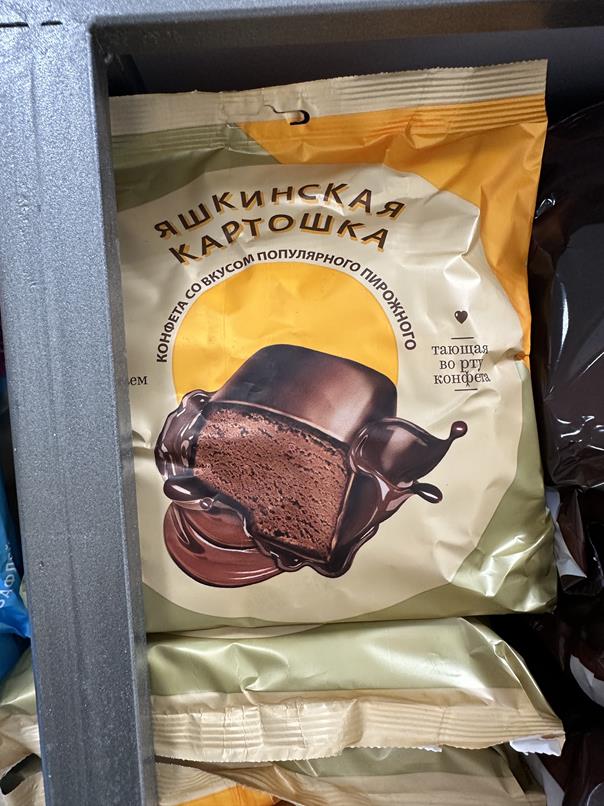 ЯШКИНСКАЯ
КАРТОШКА
КОНФЕТА СО ВКУСОМ ПОПУЛЯРНОГО ПИРОЖНОГО
тающая
во рту
конфета